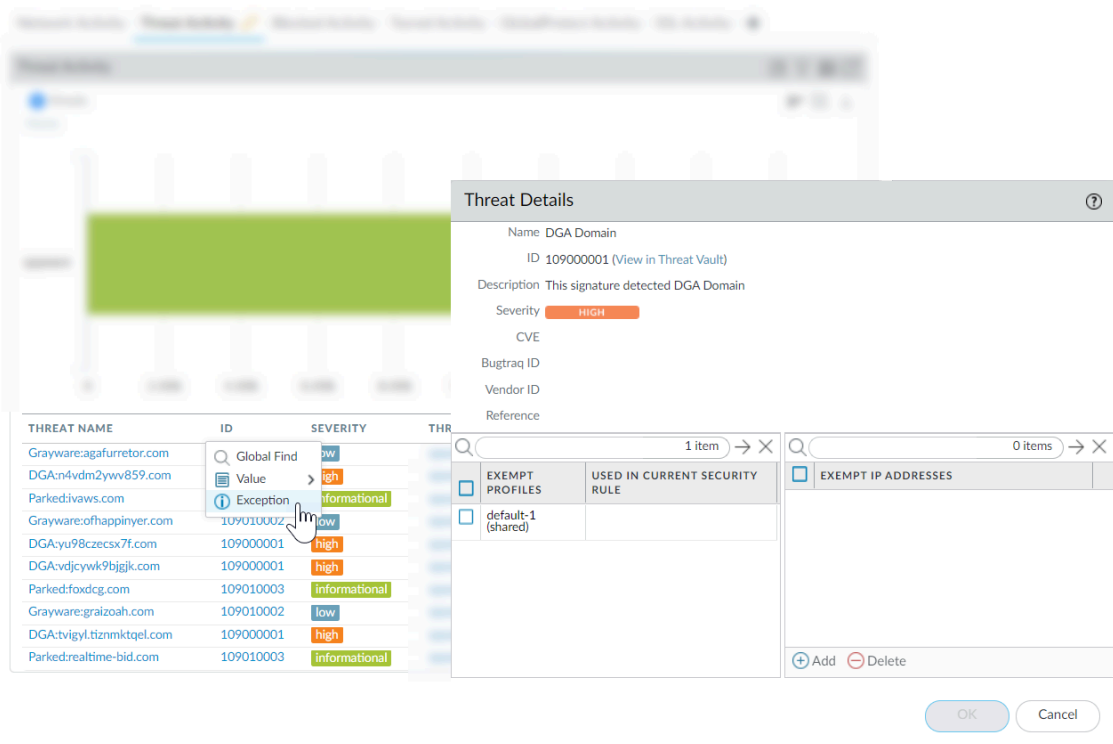 Threat Details
Name DGA Domain
ID 109000001 (View in Threat Vault)
Description This signature detected DGA Domain
Severity HIGH
CVE
Bugtraq ID
Vendor ID
Reference
1 item
EXEMPT PROFILES
USED IN CURRENT SECURITY RULE
default-1
(shared)
0 items
EXEMPT IP ADDRESSES
Add Delete
OK Cancel
THREAT NAME ID SEVERITY THR
Grayware:agafurretor.com ow
DGA:n4vdm2ywv859.com igh
Parked:ivaws.com nformational
Grayware:ofhappinyer.com 109010002 low
DGA:yu98czecsx7f.com 109000001 high
DGA:vdjcywk9bjgjk.com 109000001 high
Parked:foxdcg.com 109010003 informational
Grayware:graizoah.com 109010002 low
DGA:tvigyl.tiznmktqel.com 109000001 high
Parked:realtime-bid.com 109010003 informational
Global Find
Value
Exception